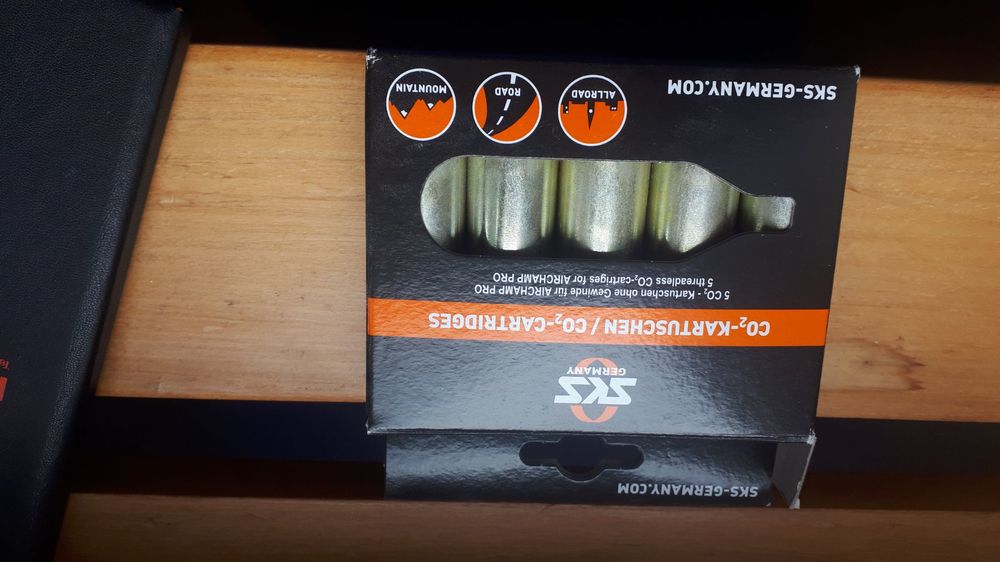 SKS-GERMANY.COM
SKS
GERMANY
CO₂-KARTUSCHEN / CO₂-CARTRIDGES
5 CO₂ - Kartuschen ohne Gewinde für AIRCHAMP PRO
5 threadless CO₂-cartriges for AIRCHAMP PRO
ALLROAD
ROAD
MOUNTAIN
SKS-GERMANY.COM